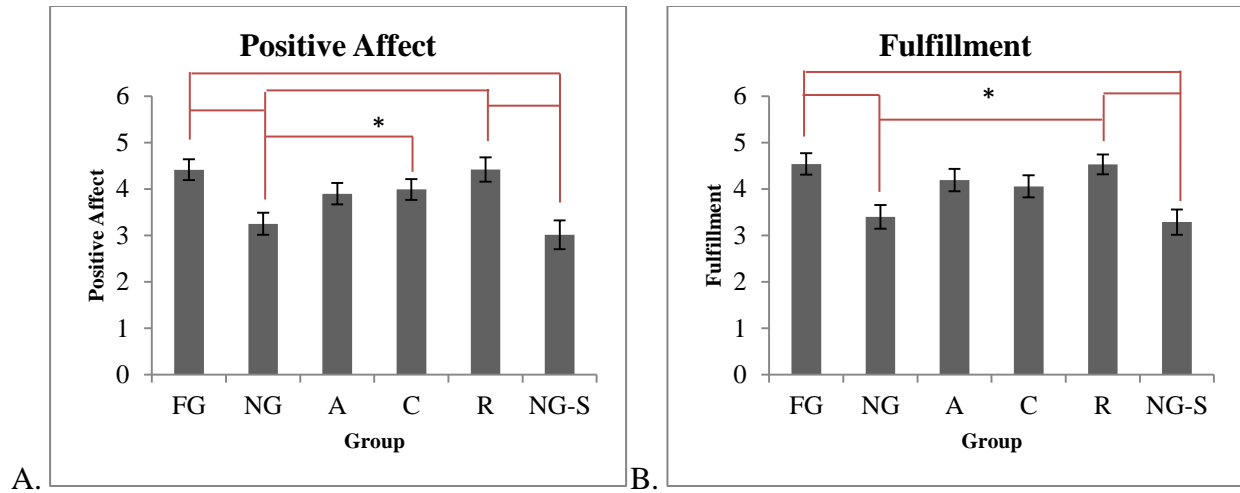 Positive Affect
6
5
4
3
2
1
0
Positive Affect
*
FG NG A C R NG-S
Group
A.
Fulfillment
6
5
4
3
2
1
0
Fulfillment
*
FG NG A C R NG-S
Group
B.